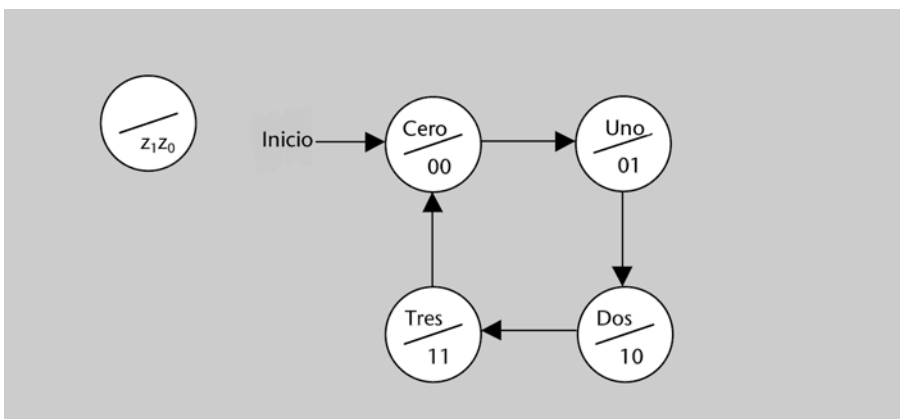 z₁z₀
Inicio
Cero
00
Uno
01
Tres
11
Dos
10